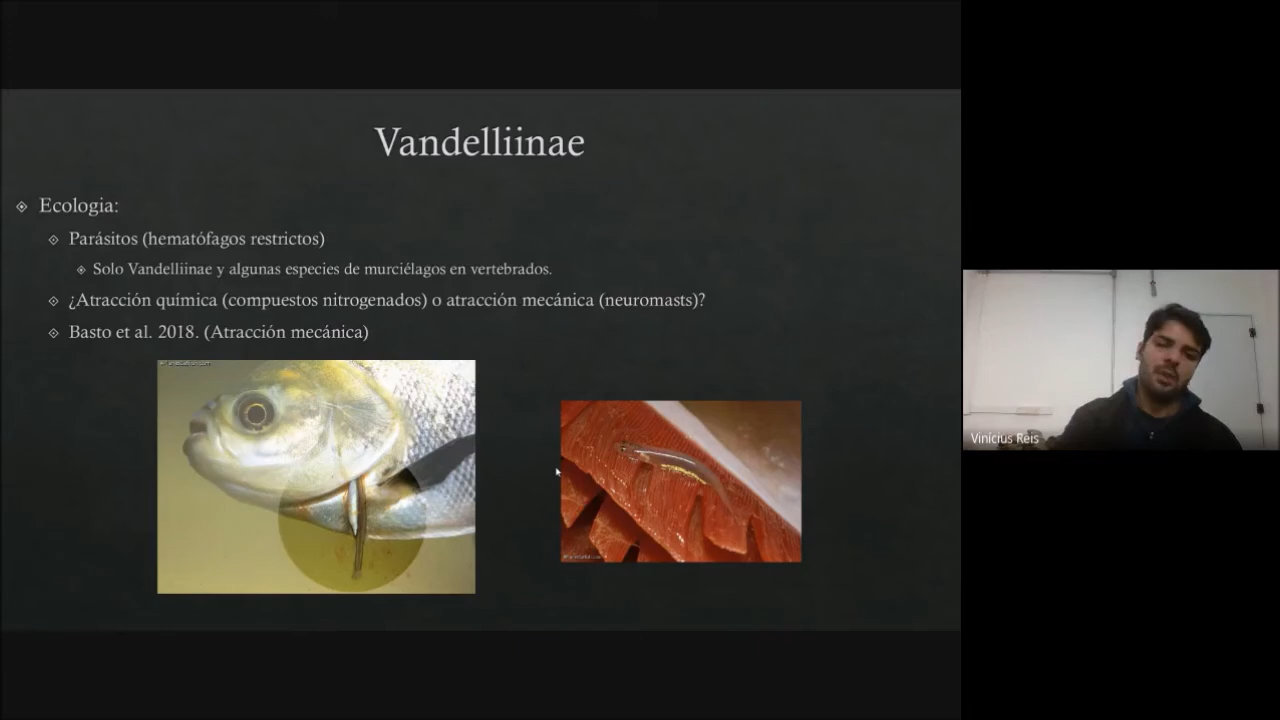 Vandelliinae
Ecologia:
Parásitos (hematófagos restrictos)
Solo Vandelliinae y algunas especies de murciélagos en vertebrados.
¿Atracción química (compuestos nitrogenados) o atracción mecánica (neuromasts)?
Basto et al. 2018. (Atracción mecánica)
Vinícius Reis